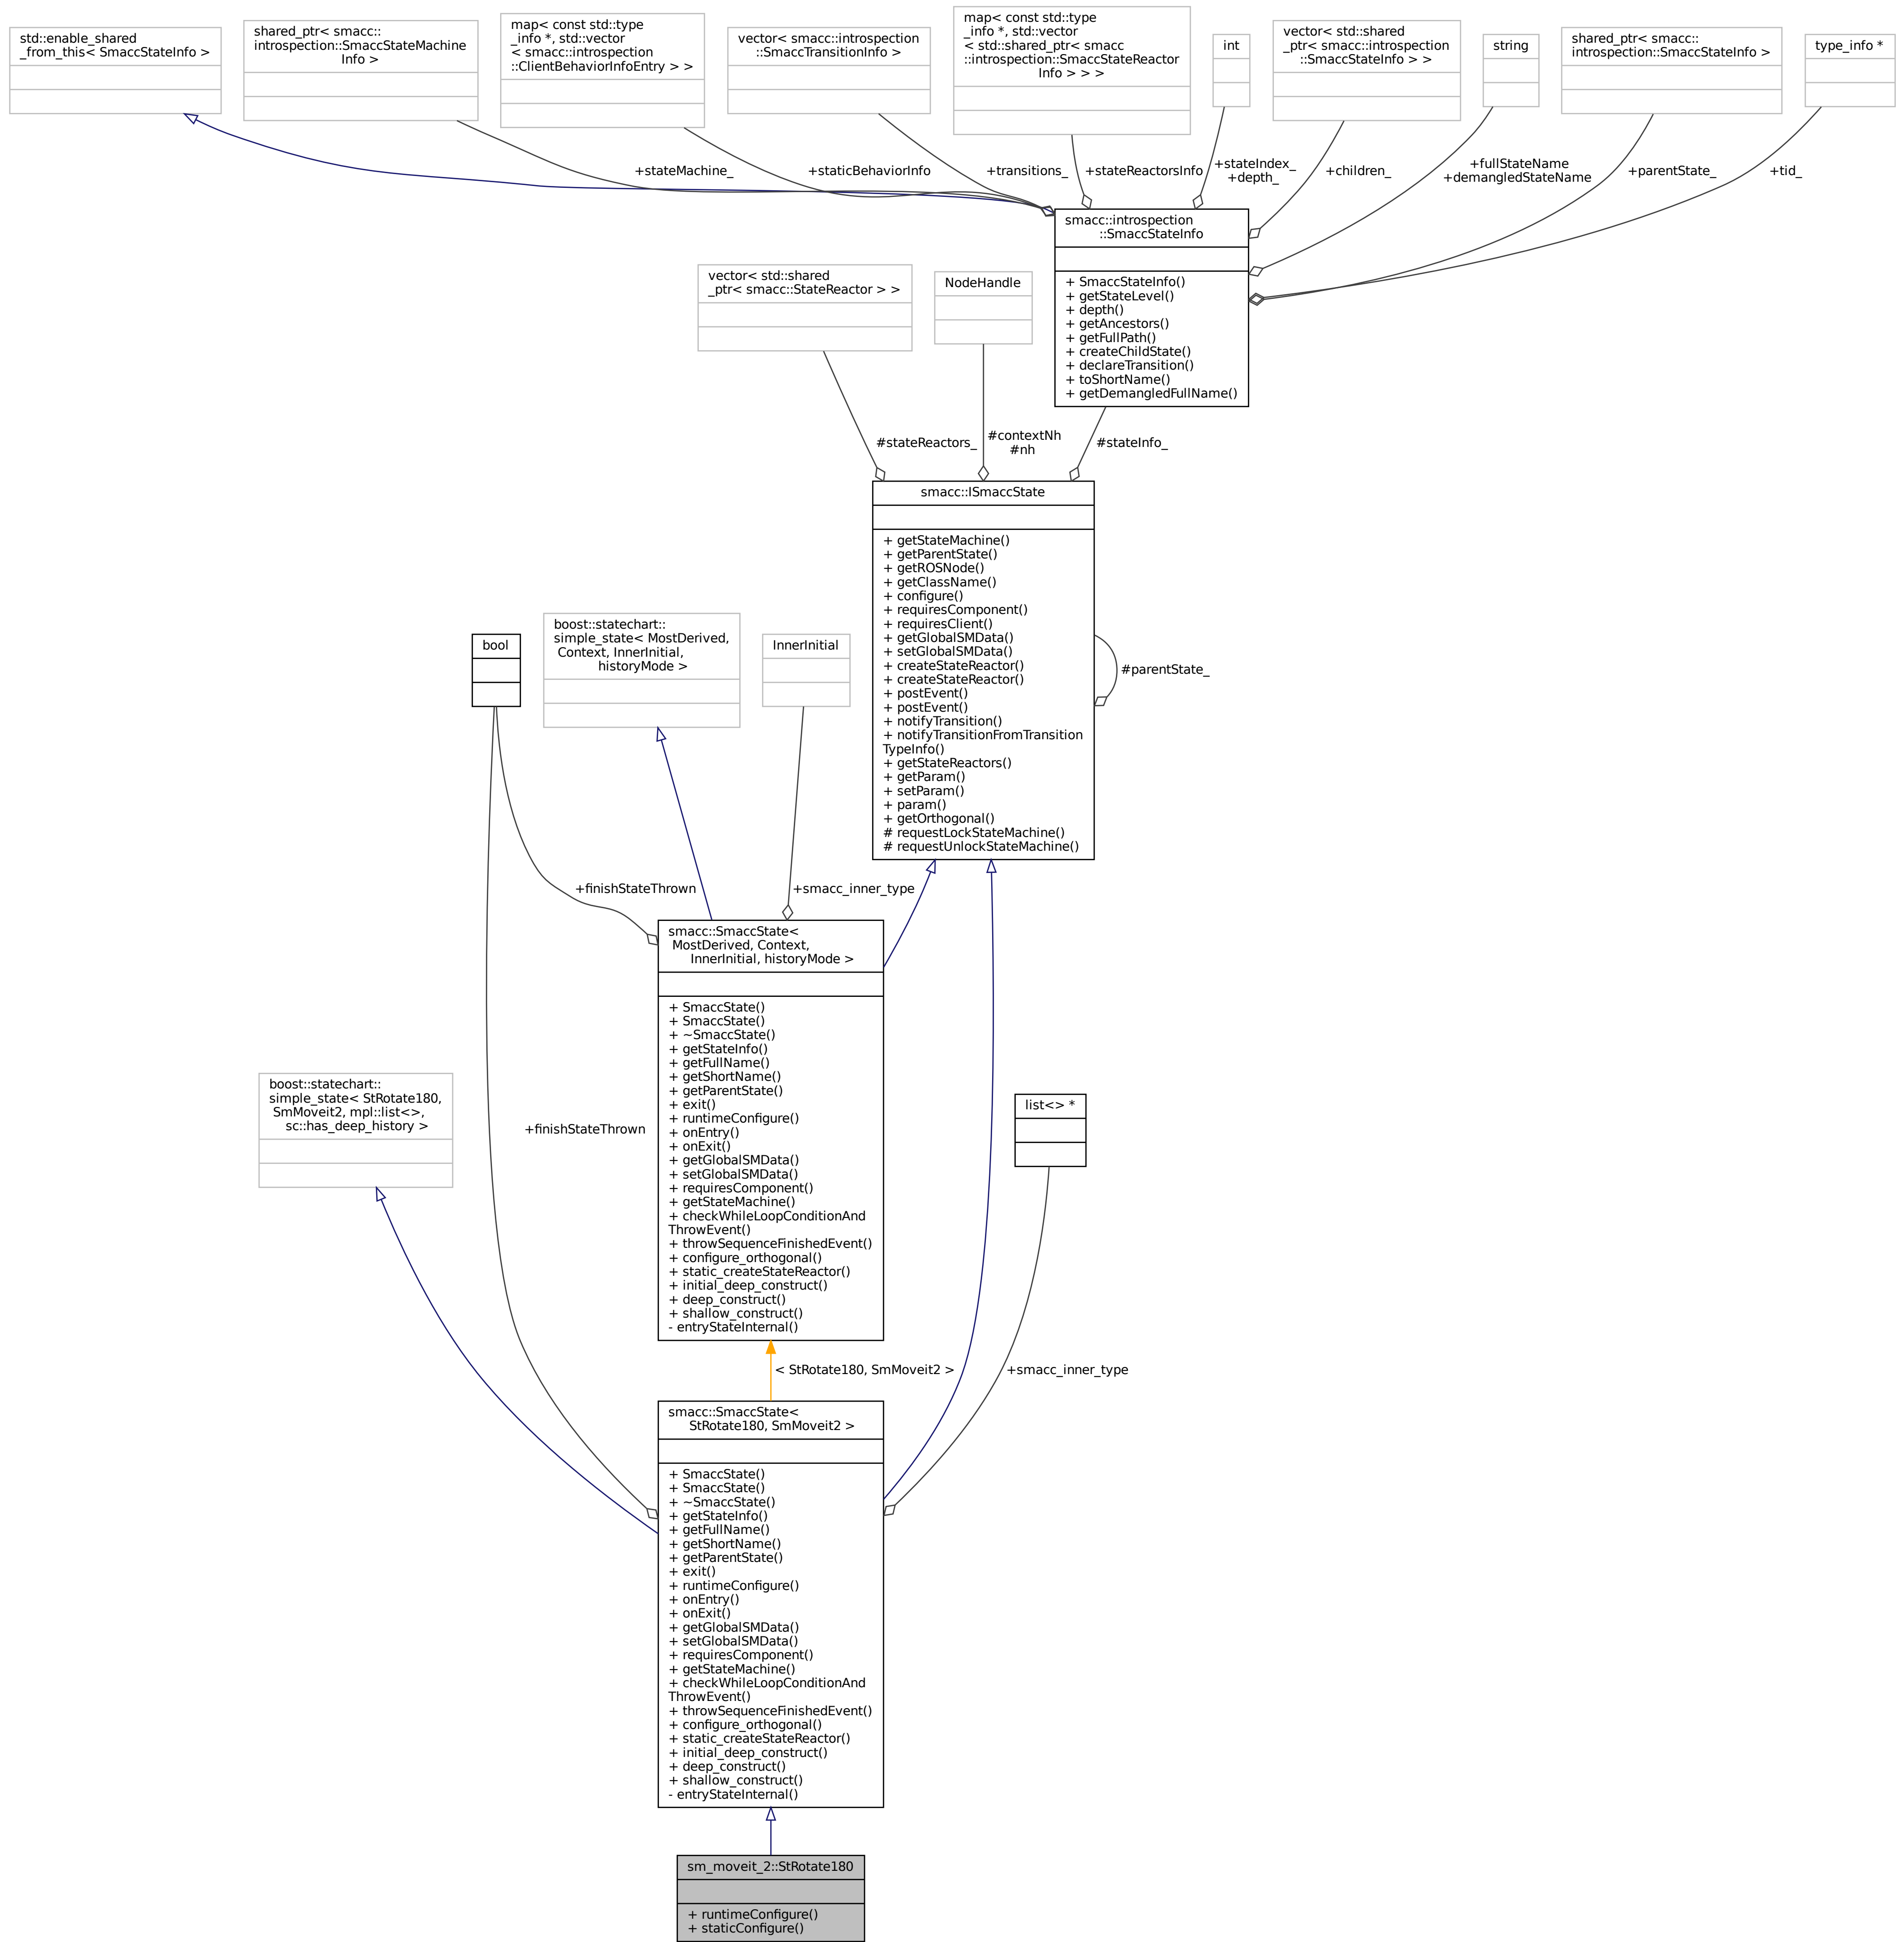 std::enable_shared
_from_this< SmaccStateInfo >
shared_ptr< smacc::
introspection::SmaccStateMachine
Info >
map< const std::type
_info *, std::vector
< smacc::introspection
::ClientBehaviorInfoEntry > >
vector< smacc::introspection
::SmaccTransitionInfo >
map< const std::type
_info *, std::vector
< std::shared_ptr< smacc
::introspection::SmaccStateReactor
Info > > >
int
vector< std::shared
_ptr< smacc::introspection
::SmaccStateInfo > >
string
shared_ptr< smacc::
introspection::SmaccStateInfo >
type_info *
+stateMachine_
+staticBehaviorInfo
+transitions_
+stateReactorsInfo
+stateIndex_
+depth_
+children_
+fullStateName
+demangledStateName
+parentState_
+tid_
smacc::introspection
::SmaccStateInfo
+ SmaccStateInfo()
+ getStateLevel()
+ depth()
+ getAncestors()
+ getFullPath()
+ createChildState()
+ declareTransition()
+ toShortName()
+ getDemangledFullName()
vector< std::shared
_ptr< smacc::StateReactor > >
NodeHandle
#stateReactors_
#contextNh
#nh
#stateInfo_
smacc::ISmaccState
+ getStateMachine()
+ getParentState()
+ getROSNode()
+ getClassName()
+ configure()
+ requiresComponent()
+ requiresClient()
+ getGlobalSMData()
+ setGlobalSMData()
+ createStateReactor()
+ createStateReactor()
+ postEvent()
+ postEvent()
+ notifyTransition()
+ notifyTransitionFromTransition
TypeInfo()
+ getStateReactors()
+ getParam()
+ setParam()
+ param()
+ getOrthogonal()
# requestLockStateMachine()
# requestUnlockStateMachine()
#parentState_
bool
boost::statechart::
simple_state< MostDerived,
Context, InnerInitial,
historyMode >
InnerInitial
+finishStateThrown
+smacc_inner_type
smacc::SmaccState<
MostDerived, Context,
InnerInitial, historyMode >
+ SmaccState()
+ SmaccState()
+ ~SmaccState()
+ getStateInfo()
+ getFullName()
+ getShortName()
+ getParentState()
+ exit()
+ runtimeConfigure()
+ onEntry()
+ onExit()
+ getGlobalSMData()
+ setGlobalSMData()
+ requiresComponent()
+ getStateMachine()
+ checkWhileLoopConditionAnd
ThrowEvent()
+ throwSequenceFinishedEvent()
+ configure_orthogonal()
+ static_createStateReactor()
+ initial_deep_construct()
+ deep_construct()
+ shallow_construct()
- entryStateInternal()
boost::statechart::
simple_state< StRotate180,
SmMoveit2, mpl::list<>,
sc::has_deep_history >
+finishStateThrown
list<> *
< StRotate180, SmMoveit2 >
+smacc_inner_type
smacc::SmaccState<
StRotate180, SmMoveit2 >
+ SmaccState()
+ SmaccState()
+ ~SmaccState()
+ getStateInfo()
+ getFullName()
+ getShortName()
+ getParentState()
+ exit()
+ runtimeConfigure()
+ onEntry()
+ onExit()
+ getGlobalSMData()
+ setGlobalSMData()
+ requiresComponent()
+ getStateMachine()
+ checkWhileLoopConditionAnd
ThrowEvent()
+ throwSequenceFinishedEvent()
+ configure_orthogonal()
+ static_createStateReactor()
+ initial_deep_construct()
+ deep_construct()
+ shallow_construct()
- entryStateInternal()
sm_moveit_2::StRotate180
+ runtimeConfigure()
+ staticConfigure()